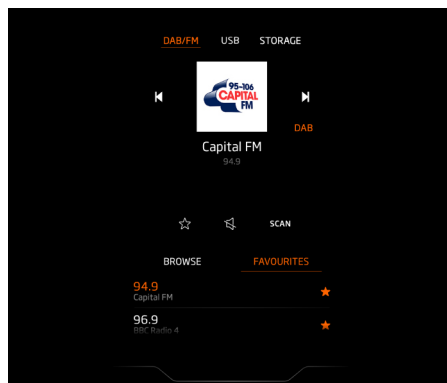 DAB/FM USB STORAGE
95-106
CAPITAL
FM
DAB
Capital FM
94.9
SCAN
BROWSE FAVOURITES
94.9
Capital FM
96.9
BBC Radio 4